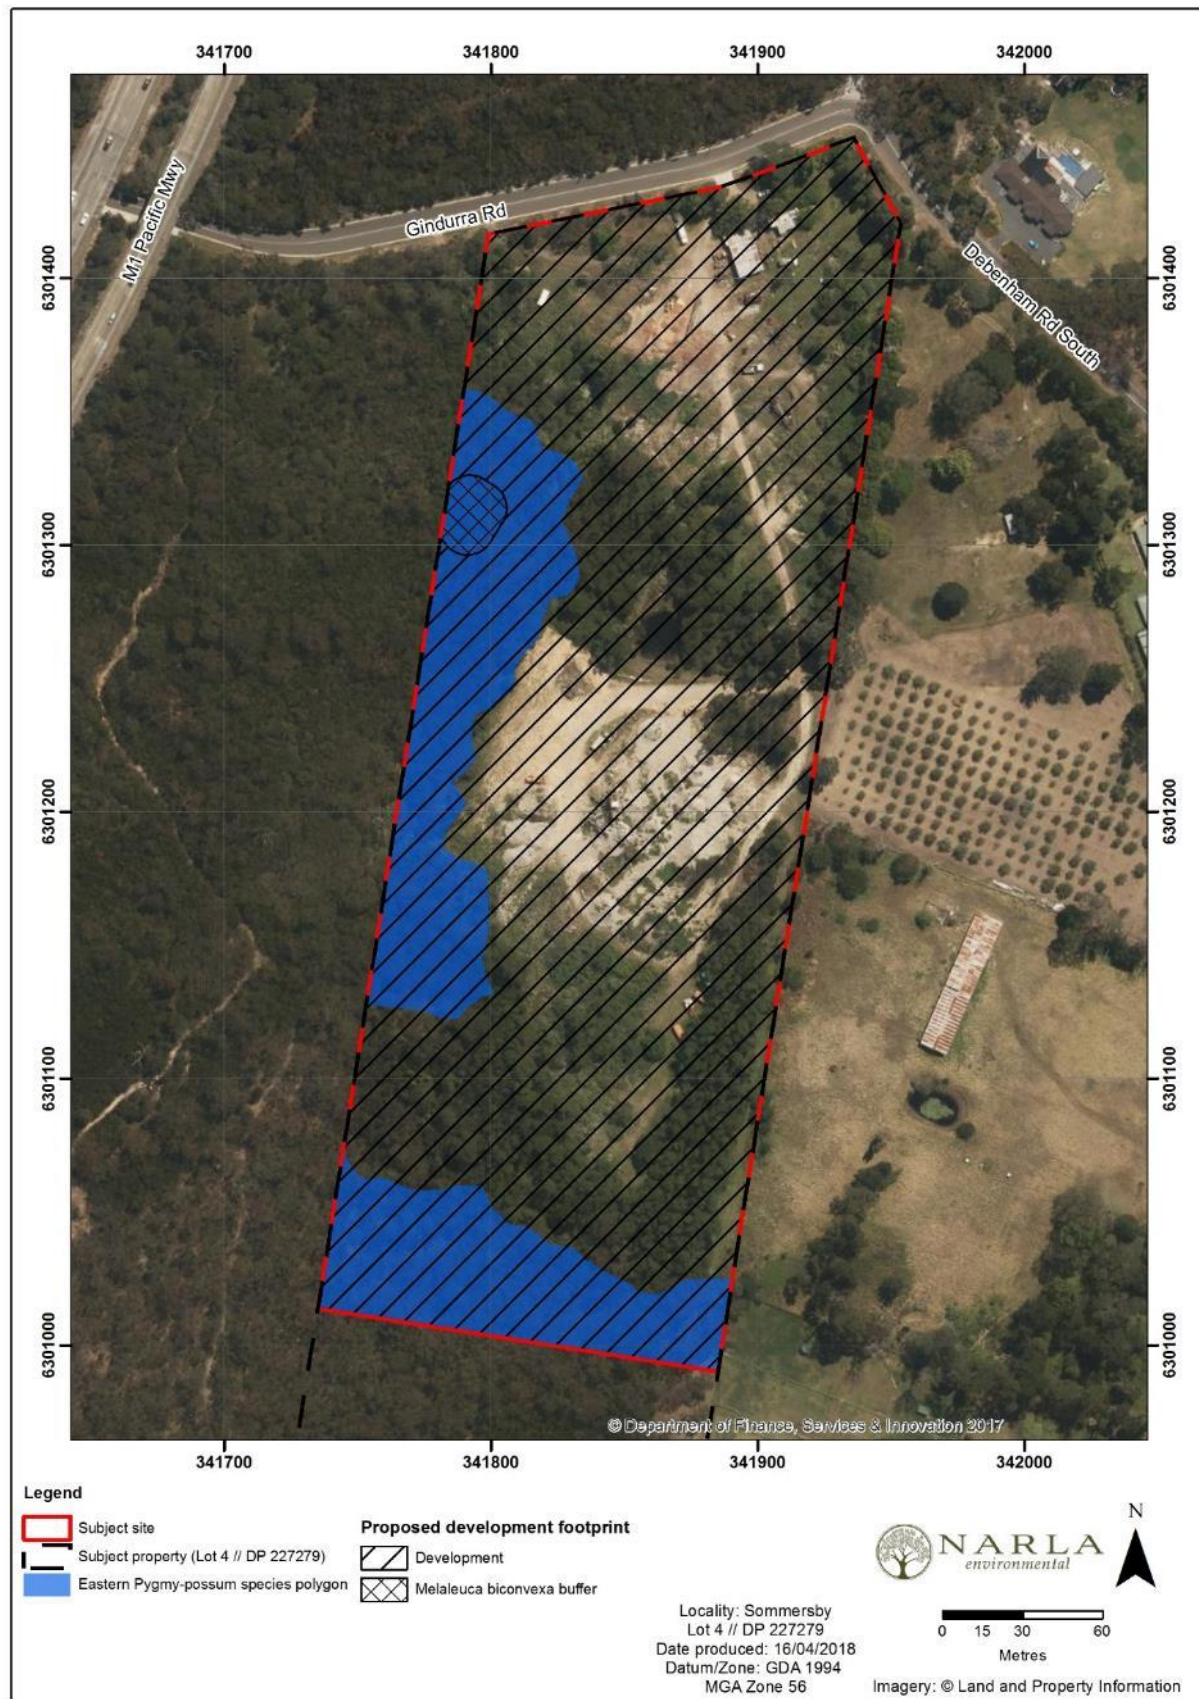 341700 341800 341900 342000
M1 Pacific Mwy
Gindurra Rd
Debenham Rd South
6301400 6301400
6301300 6301300
6301200 6301200
6301100 6301100
6301000 6301000
© Department of Finance, Services & Innovation 2017
341700 341800 341900 342000
Legend
Subject site
Subject property (Lot 4 // DP 227279)
Eastern Pygmy-possum species polygon
Proposed development footprint
Development
Melaleuca biconvexa buffer
NARLA
environmental
N
Locality: Sommersby
Lot 4 // DP 227279
Date produced: 16/04/2018
Datum/Zone: GDA 1994
MGA Zone 56
0 15 30 60
Metres
Imagery: © Land and Property Information